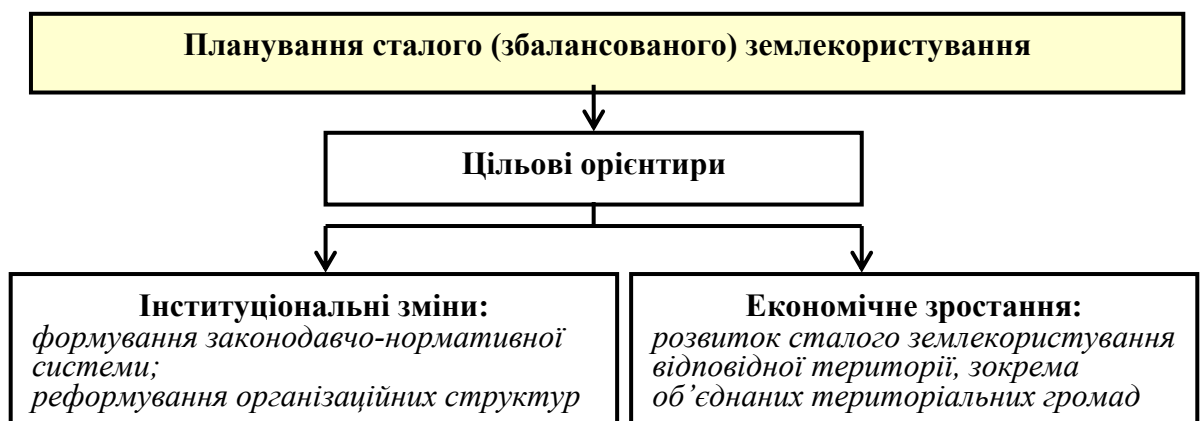 Планування сталого (збалансованого) землекористування
Цільові орієнтири
Інституціональні зміни:
формування законодавчо-нормативної
системи;
реформування організаційних структур
Економічне зростання:
розвиток сталого землекористування
відповідної території, зокрема
об’єднаних територіальних громад